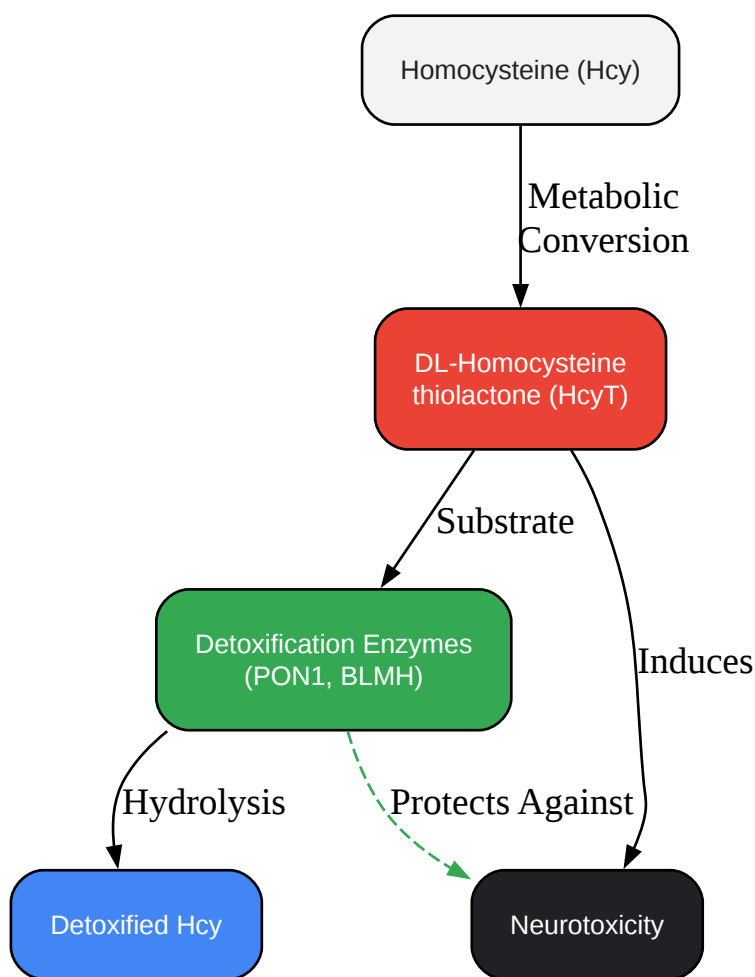 Homocysteine (Hcy)
Metabolic
Conversion
DL-Homocysteine
thiolactone (HcyT)
Substrate
Detoxification Enzymes
(PON1, BLMH)
Induces
Hydrolysis
Protects Against
Detoxified Hcy
Neurotoxicity